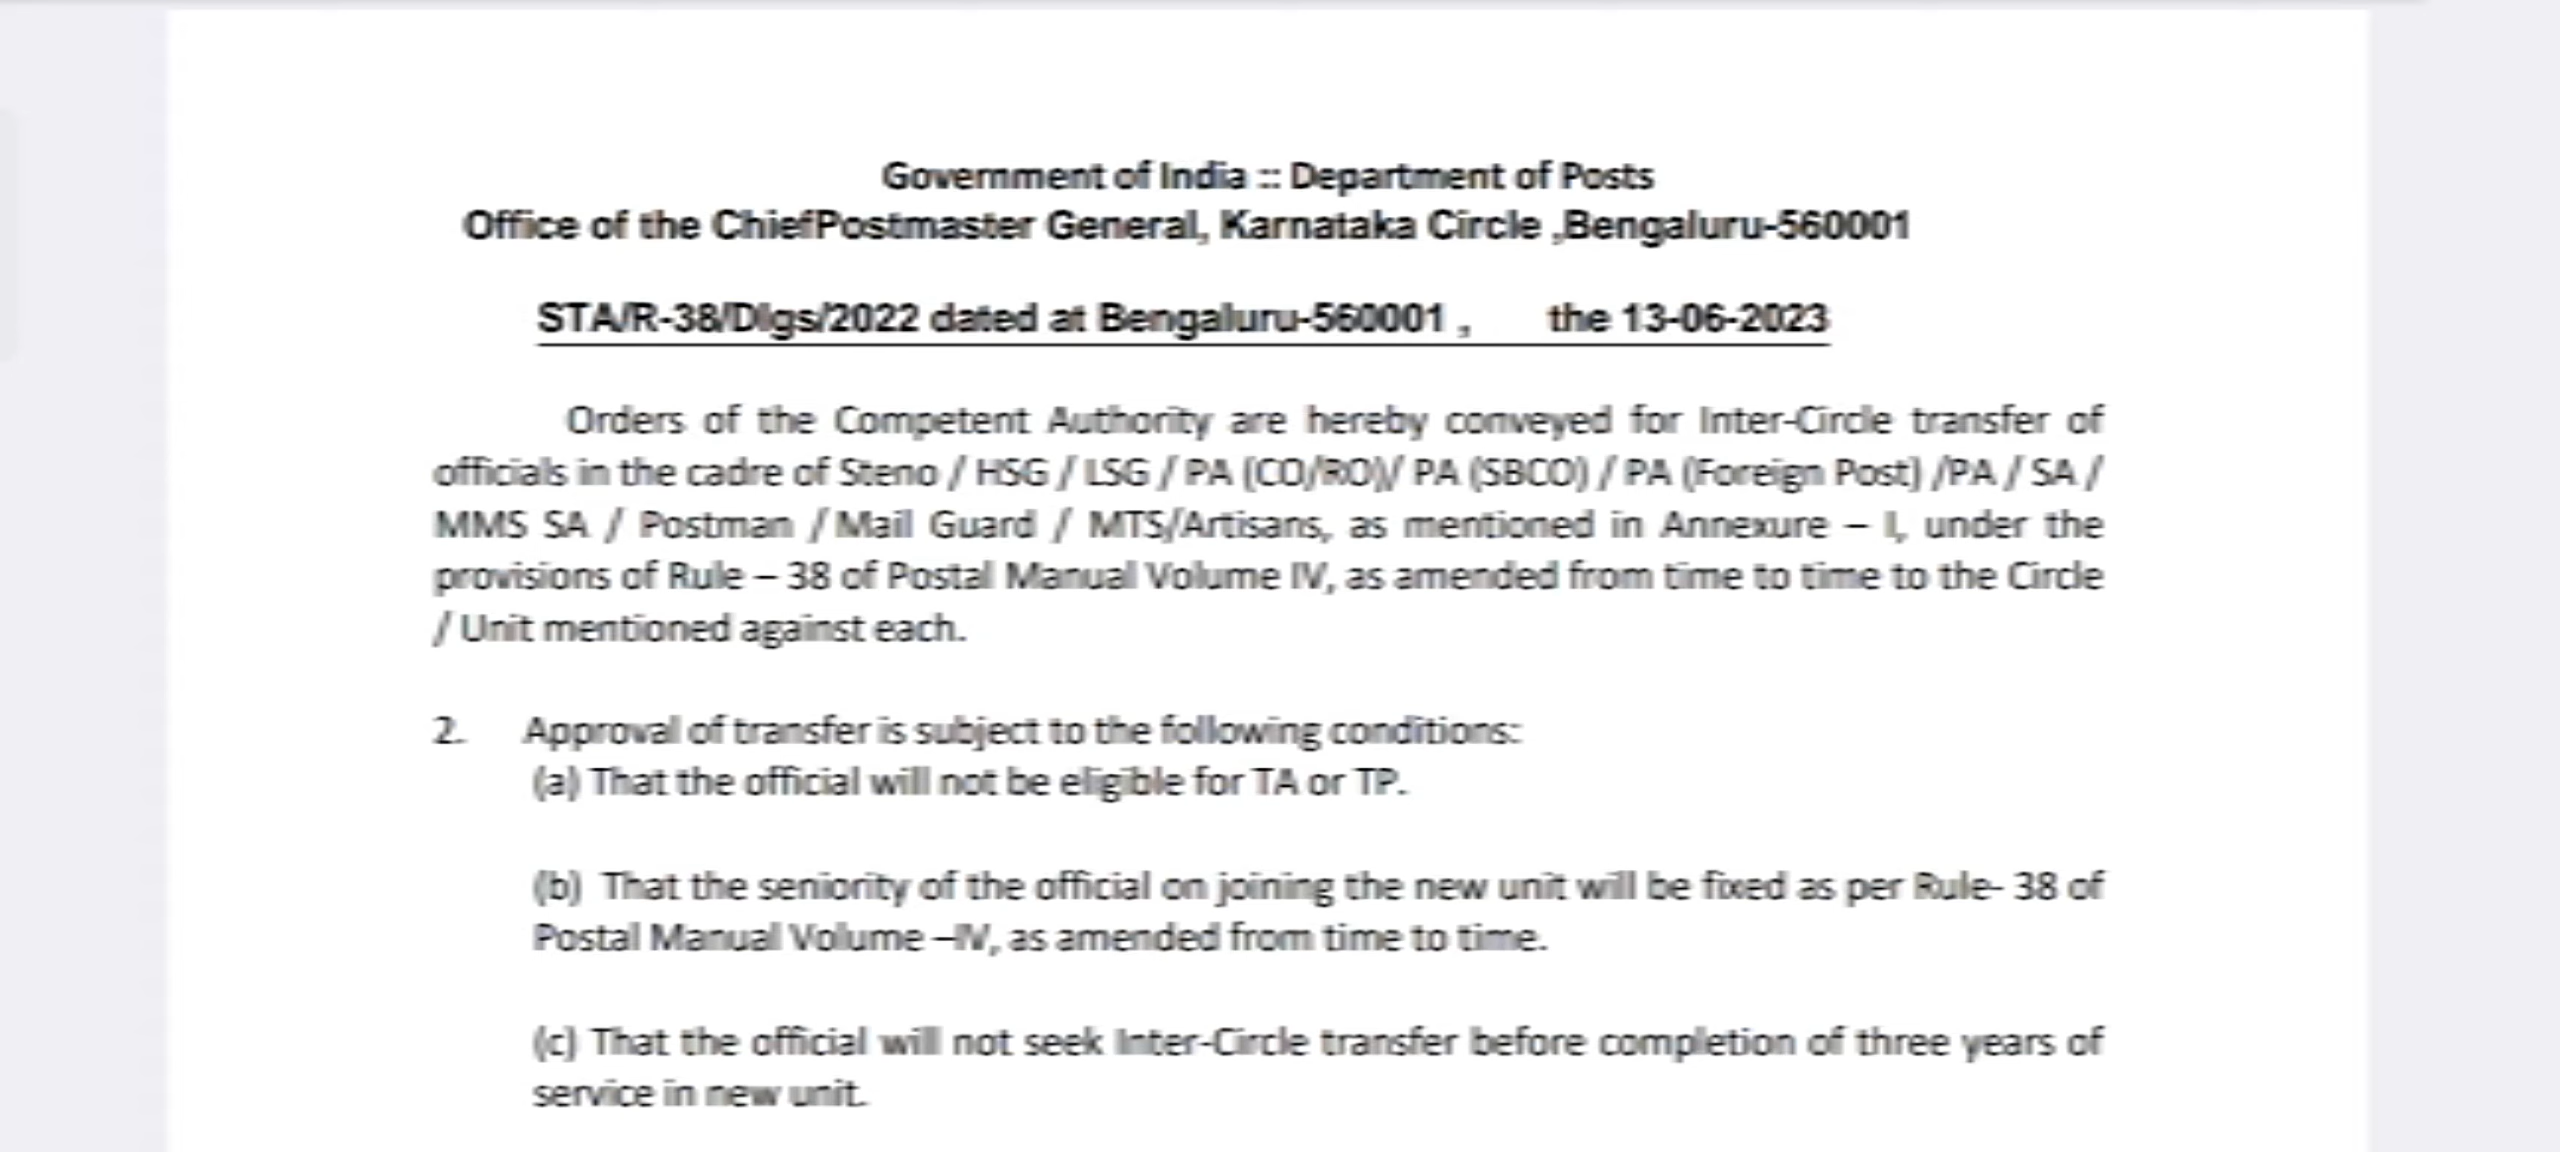 Government of India :: Department of Posts
Office of the ChiefPostmaster General, Karnataka Circle ,Bengaluru-560001
STA/R-38/Dlgs/2022 dated at Bengaluru-560001 , the 13-06-2023
Orders of the Competent Authority are hereby conveyed for Inter-Circle transfer of
officials in the cadre of Steno / HSG / LSG / PA (CO/RO)/ PA (SBCO) / PA (Foreign Post) /PA / SA /
MMS SA / Postman / Mail Guard / MTS/Artisans, as mentioned in Annexure – I, under the
provisions of Rule – 38 of Postal Manual Volume IV, as amended from time to time to the Circle
/ Unit mentioned against each.
2. Approval of transfer is subject to the following conditions:
(a) That the official will not be eligible for TA or TP.
(b) That the seniority of the official on joining the new unit will be fixed as per Rule- 38 of
Postal Manual Volume –IV, as amended from time to time.
(c) That the official will not seek Inter-Circle transfer before completion of three years of
service in new unit.